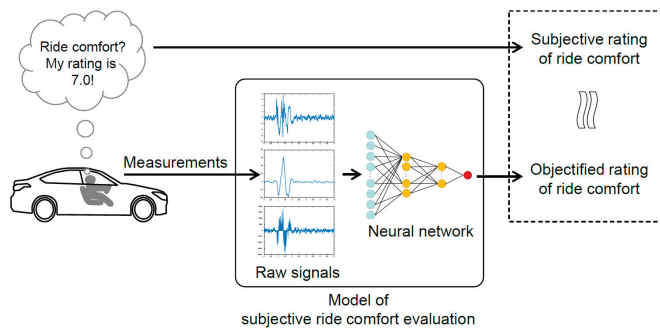 Ride comfort?
My rating is
7.0!
Subjective rating
of ride comfort
Measurements
Raw signals
Neural network
Objectified rating
of ride comfort
Model of
subjective ride comfort evaluation